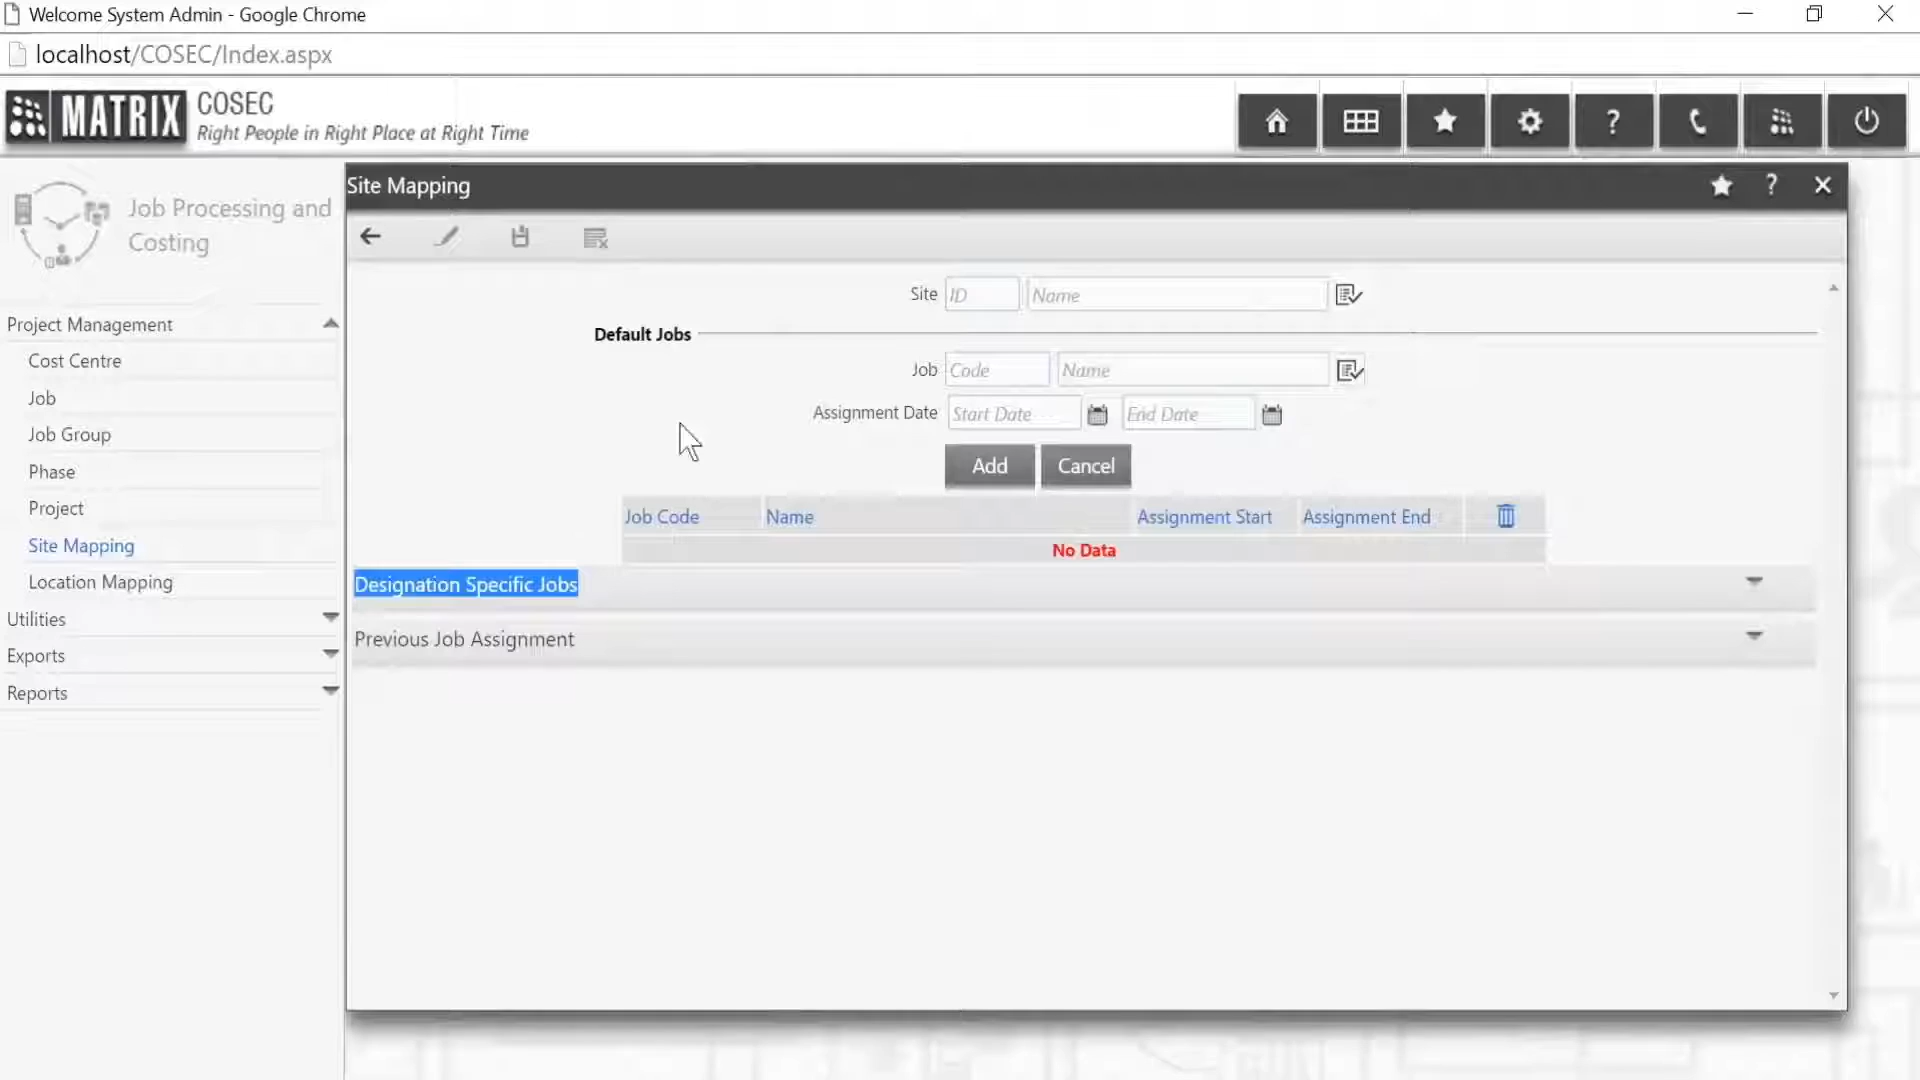 Welcome System Admin - Google Chrome
localhost/COSEC/Index.aspx
MATRIX COSEC
Right People in Right Place at Right Time
?
Job Processing and
Costing
Site Mapping
?
Site ID Name
Default Jobs
Job Code Name
Assignment Date Start Date End Date
Add Cancel
Job Code Name Assignment Start Assignment End
No Data
Designation Specific Jobs
Previous Job Assignment
Project Management
Cost Centre
Job
Job Group
Phase
Project
Site Mapping
Location Mapping
Utilities
Exports
Reports